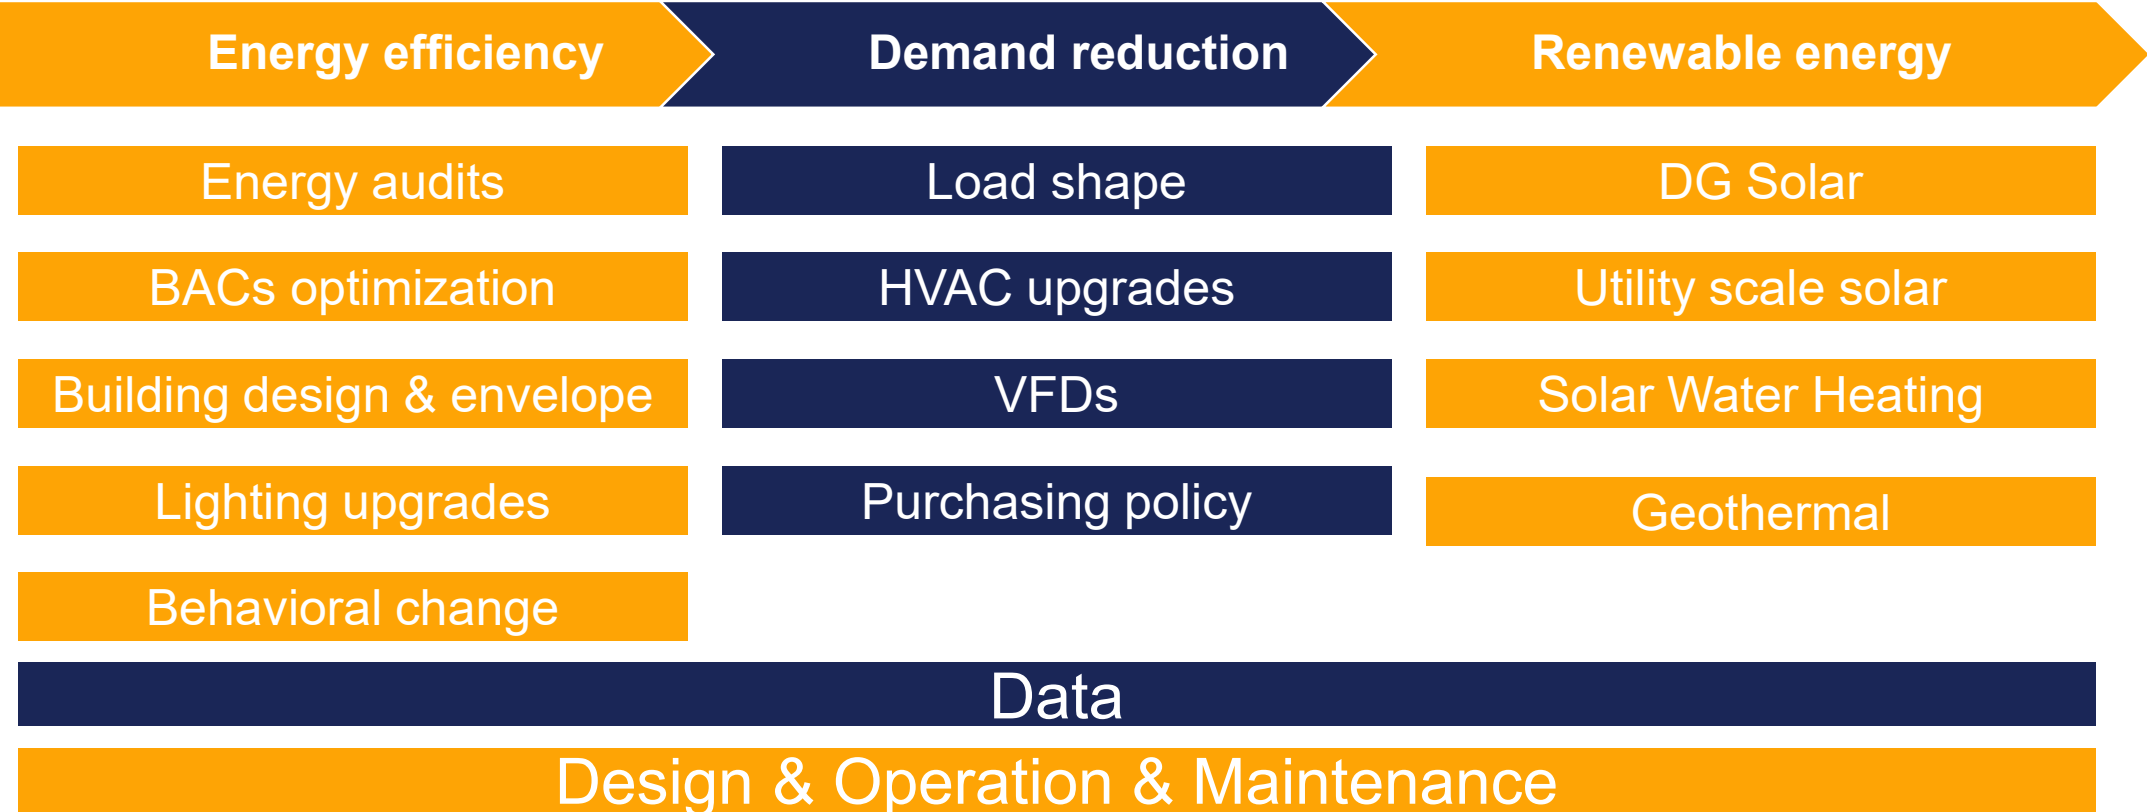 Energy efficiency
Demand reduction
Renewable energy
Energy audits
Load shape
DG Solar
BACs optimization
HVAC upgrades
Utility scale solar
Building design & envelope
VFDs
Solar Water Heating
Lighting upgrades
Purchasing policy
Geothermal
Behavioral change
Data
Design & Operation & Maintenance